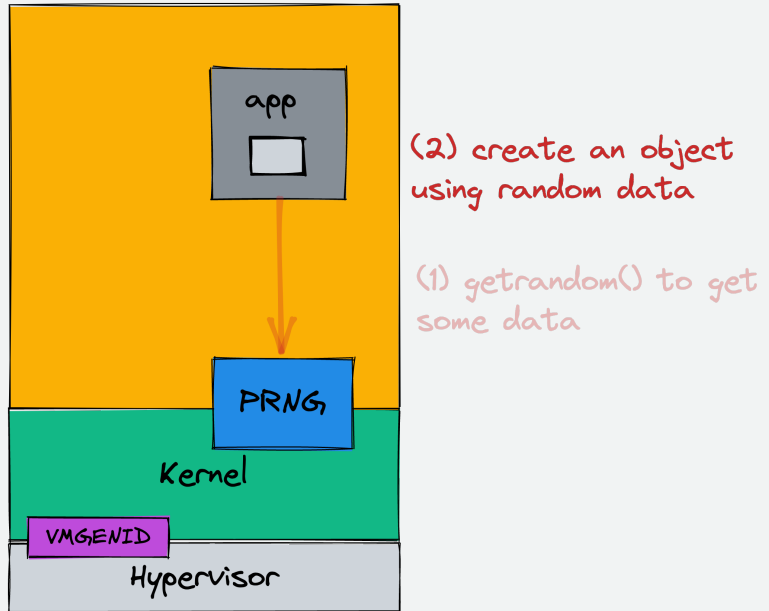 app
(2) create an object
using random data
(1) getrandom() to get
some data
PRNG
Kernel
VMGENID
Hypervisor